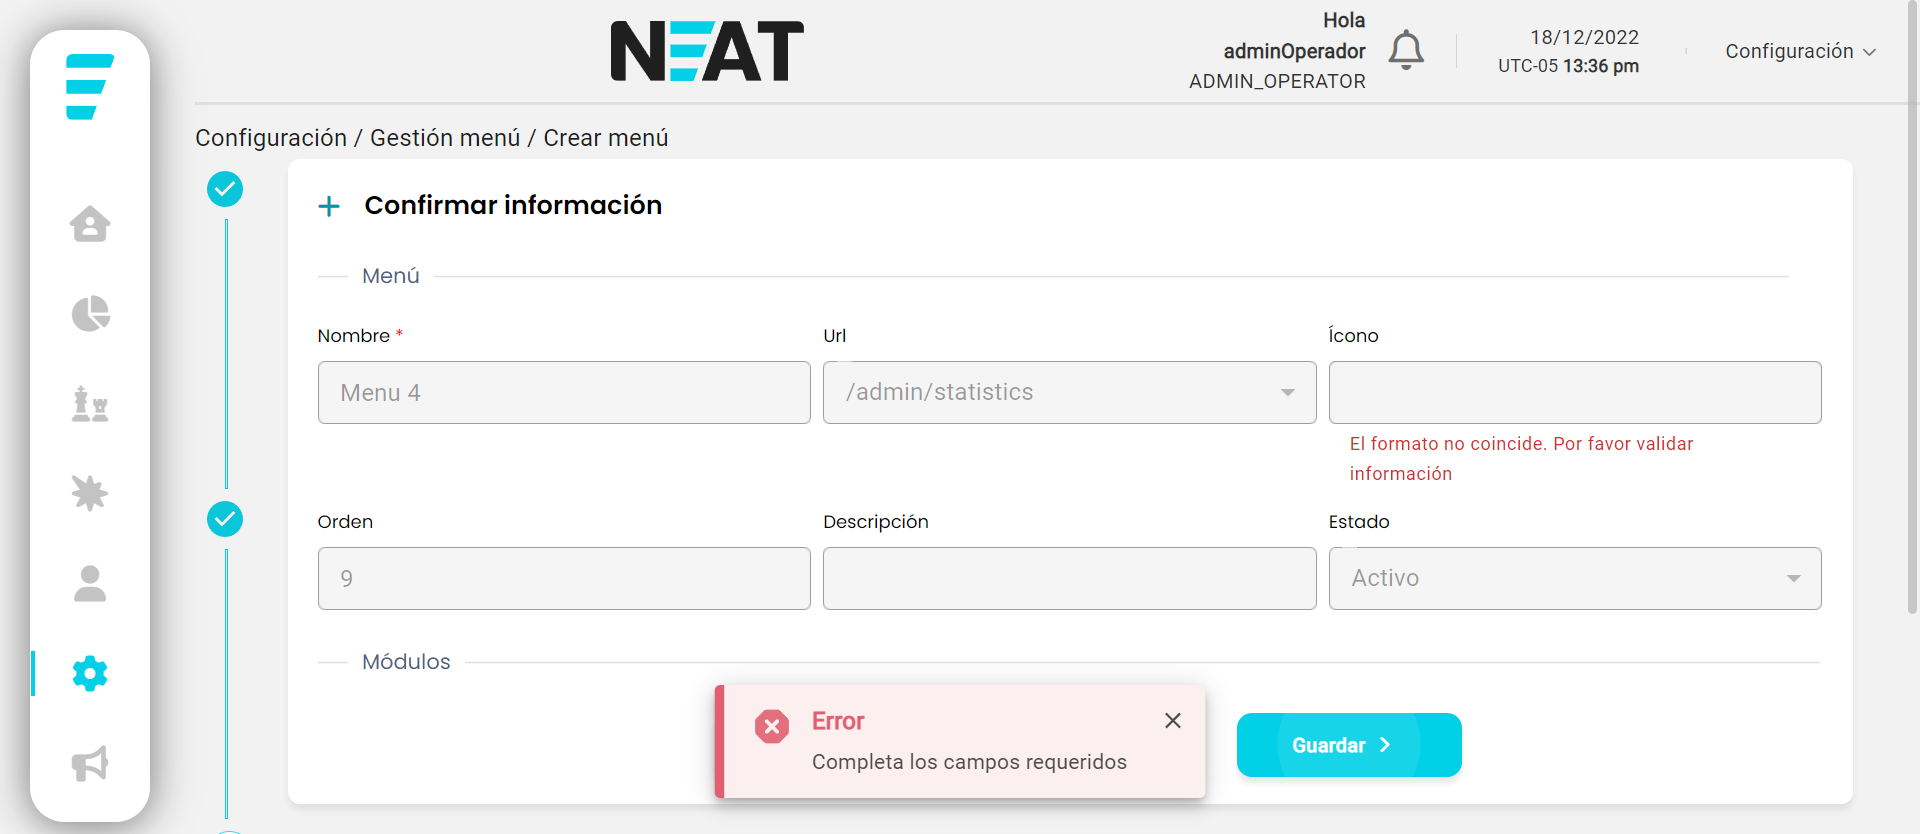 NEAT
Hola
adminOperador
ADMIN_OPERATOR
18/12/2022
UTC-05 13:36 pm
Configuración
Configuración / Gestión menú / Crear menú
Confirmar información
Menú
Nombre *
Url
Ícono
Menu 4
/admin/statistics
El formato no coincide. Por favor validar
información
Orden
Descripción
Estado
9
Activo
Módulos
Error
Completa los campos requeridos
Guardar